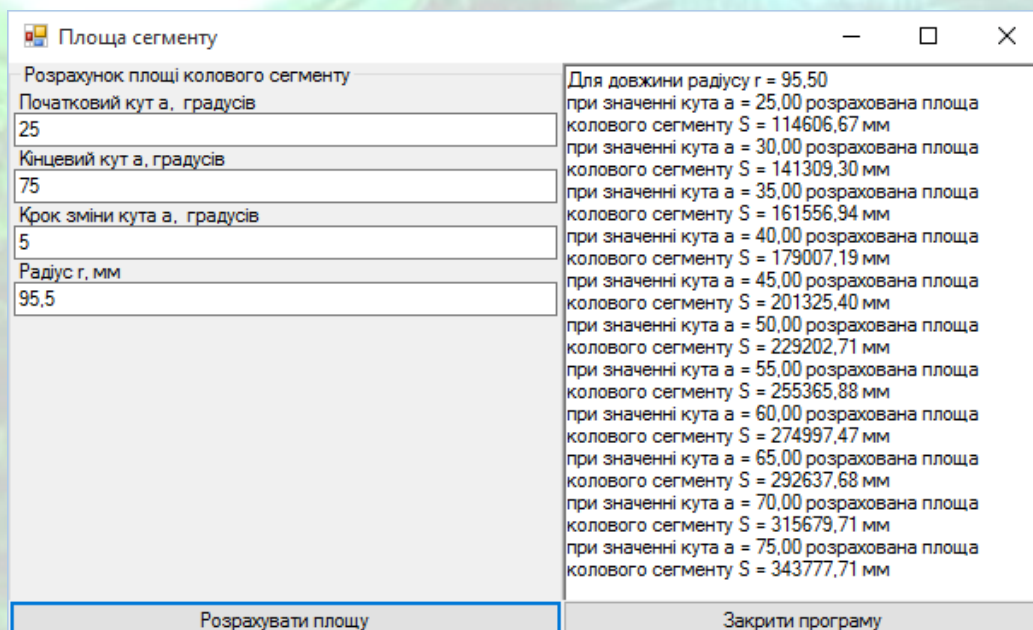 Площа сегменту
Розрахунок площі колового сегменту
Початковий кут a,  градусів
25
Кінцевий кут a, градусів
75
Крок зміни кута a,  градусів
5
Радіус r, мм
95,5
Для довжини радіусу r = 95,50
при значенні кута a = 25,00 розрахована площа
колового сегменту S = 114606,67 мм
при значенні кута a = 30,00 розрахована площа
колового сегменту S = 141309,30 мм
при значенні кута a = 35,00 розрахована площа
колового сегменту S = 161556,94 мм
при значенні кута a = 40,00 розрахована площа
колового сегменту S = 179007,19 мм
при значенні кута a = 45,00 розрахована площа
колового сегменту S = 201325,40 мм
при значенні кута a = 50,00 розрахована площа
колового сегменту S = 229202,71 мм
при значенні кута a = 55,00 розрахована площа
колового сегменту S = 255365,88 мм
при значенні кута a = 60,00 розрахована площа
колового сегменту S = 274997,47 мм
при значенні кута a = 65,00 розрахована площа
колового сегменту S = 292637,68 мм
при значенні кута a = 70,00 розрахована площа
колового сегменту S = 315679,71 мм
при значенні кута a = 75,00 розрахована площа
колового сегменту S = 343777,71 мм
Розрахувати площу
Закрити програму